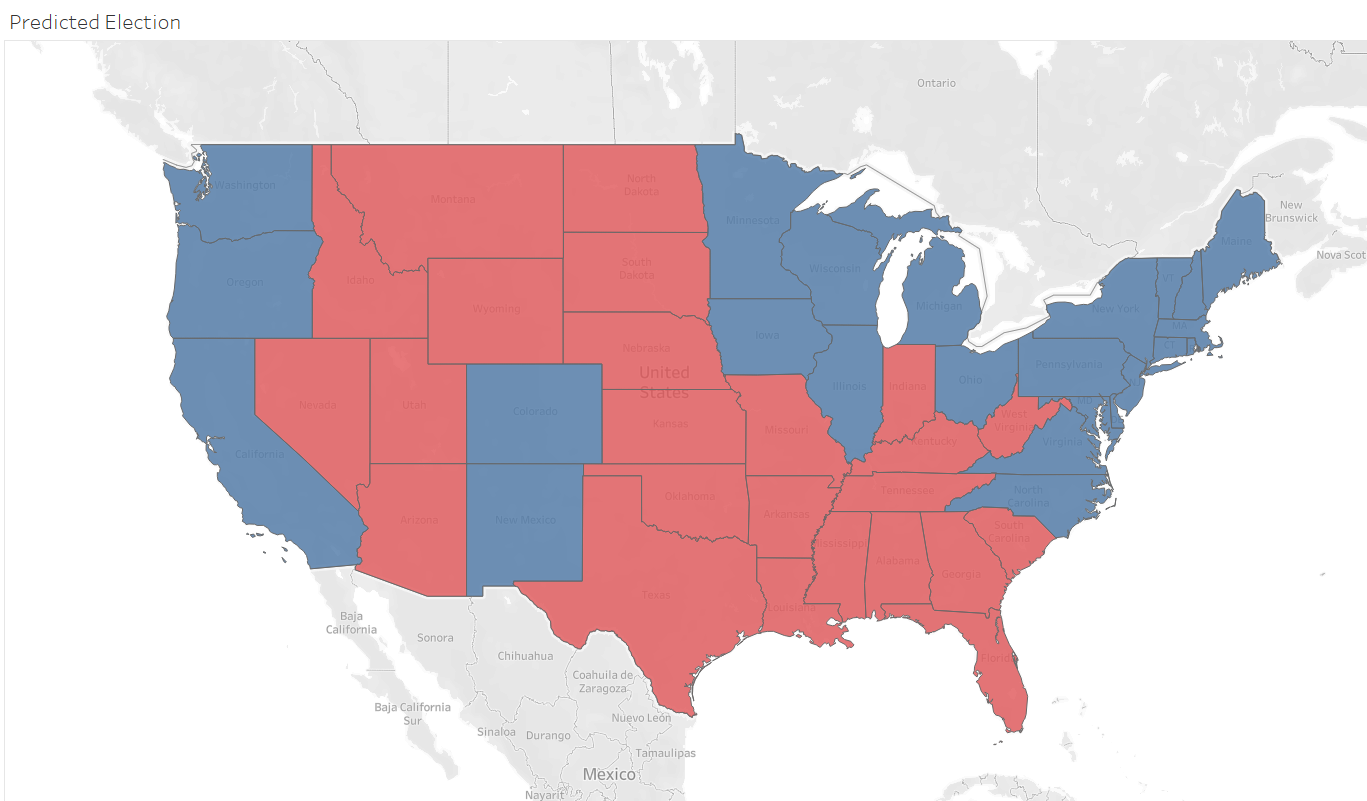 Predicted Election
Ontario
New
Brunswick
Nova Scot
Washington
Montana
North
Dakota
Minnesota
Maine
Oregon
Idaho
South
Dakota
Wisconsin
VT
Wyoming
Michigan
New York
MA
Iowa
CT
Nebraska
United
States
Pennsylvania
Nevada
Utah
Colorado
Kansas
Missouri
Illinois
Indiana
Ohio
West
Virginia
MD
California
Kentucky
Virginia
Arizona
New Mexico
Oklahoma
Arkansas
Tennessee
North
Carolina
South
Carolina
Mississippi
Alabama
Georgia
Texas
Louisiana
Florida
Baja
California
Sonora
Chihuahua
Coahuila de
Zaragoza
Baja California
Sur
Nuevo León
Sinaloa
Durango
Tamaulipas
Mexico
Nayarit